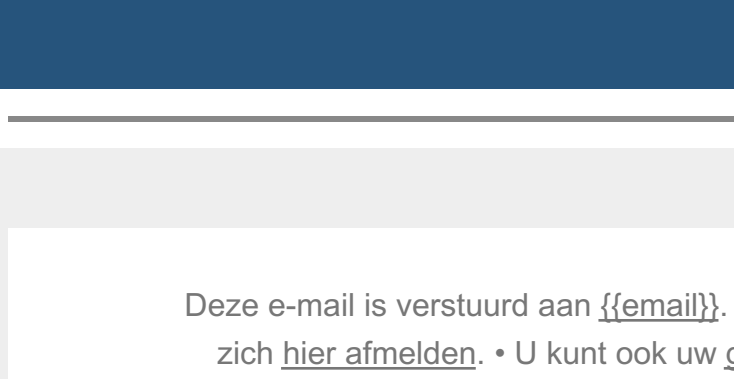 Deze e-mail is verstuurd aan {{email}}.
zich hier afmelden. • U kunt ook uw